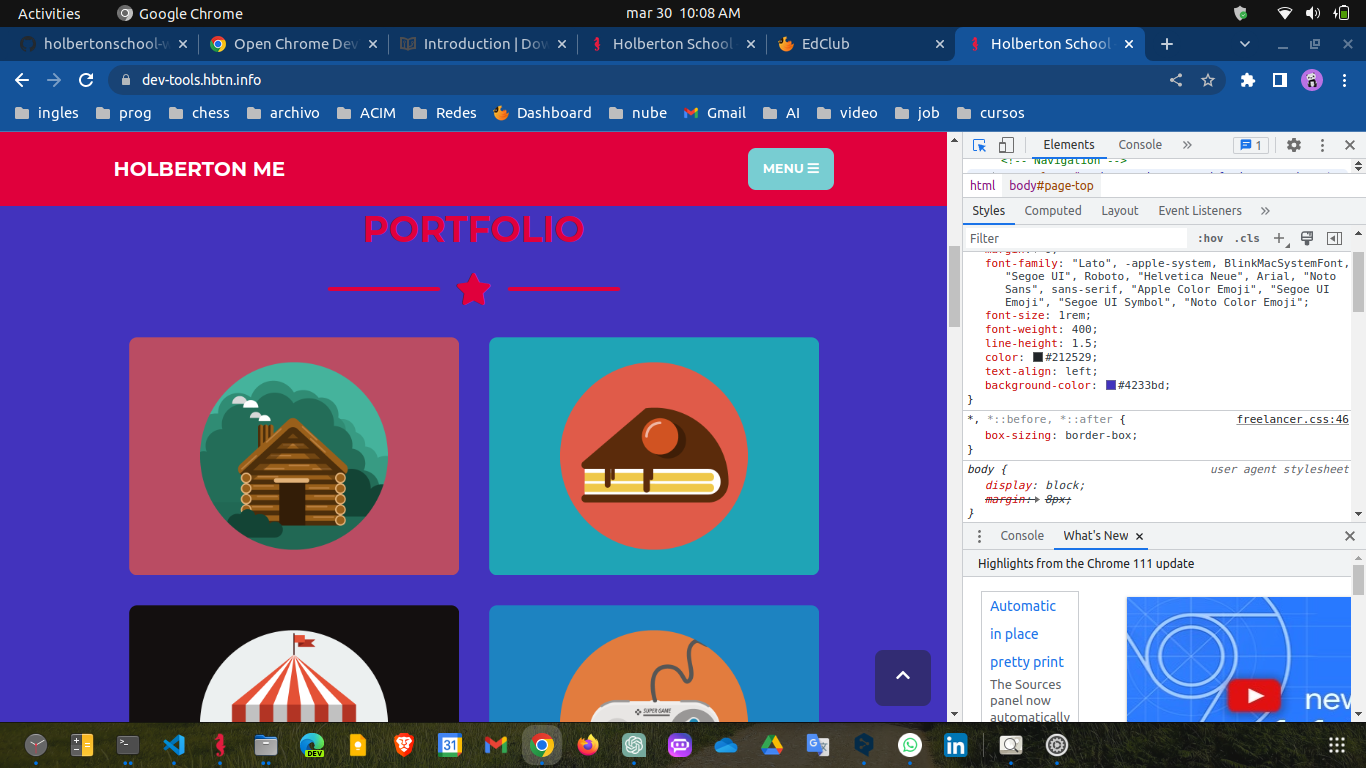 Activities
Google Chrome
mar 30 10:08 AM
holbertonschool-w
Open Chrome Dev
Introduction | Dow
Holberton School
EdClub
Holberton School
dev-tools.hbtn.info
ingles
prog
chess
archivo
ACIM
Redes
Dashboard
nube
Gmail
AI
video
job
cursos
HOLBERTON ME
MENU
PORTFOLIO
SUPER GAME
Elements
Console
1
<!-- Navigation -->
html
body#page-top
Styles
Computed
Layout
Event Listeners
Filter
:hov
.cls
font-family: "Lato", -apple-system, BlinkMacSystemFont,
"Segoe UI", Roboto, "Helvetica Neue", Arial, "Noto
Sans", sans-serif, "Apple Color Emoji", "Segoe UI
Emoji", "Segoe UI Symbol", "Noto Color Emoji";
font-size: 1rem;
font-weight: 400;
line-height: 1.5;
color: #212529;
text-align: left;
background-color: #4233bd;
}
*, *::before, *::after {
freelancer.css:46
box-sizing: border-box;
}
body {
user agent stylesheet
display: block;
margin: 8px;
}
Console
What's New
Highlights from the Chrome 111 update
Automatic
in place
pretty print
The Sources
panel now
automatically
new
31
DEV